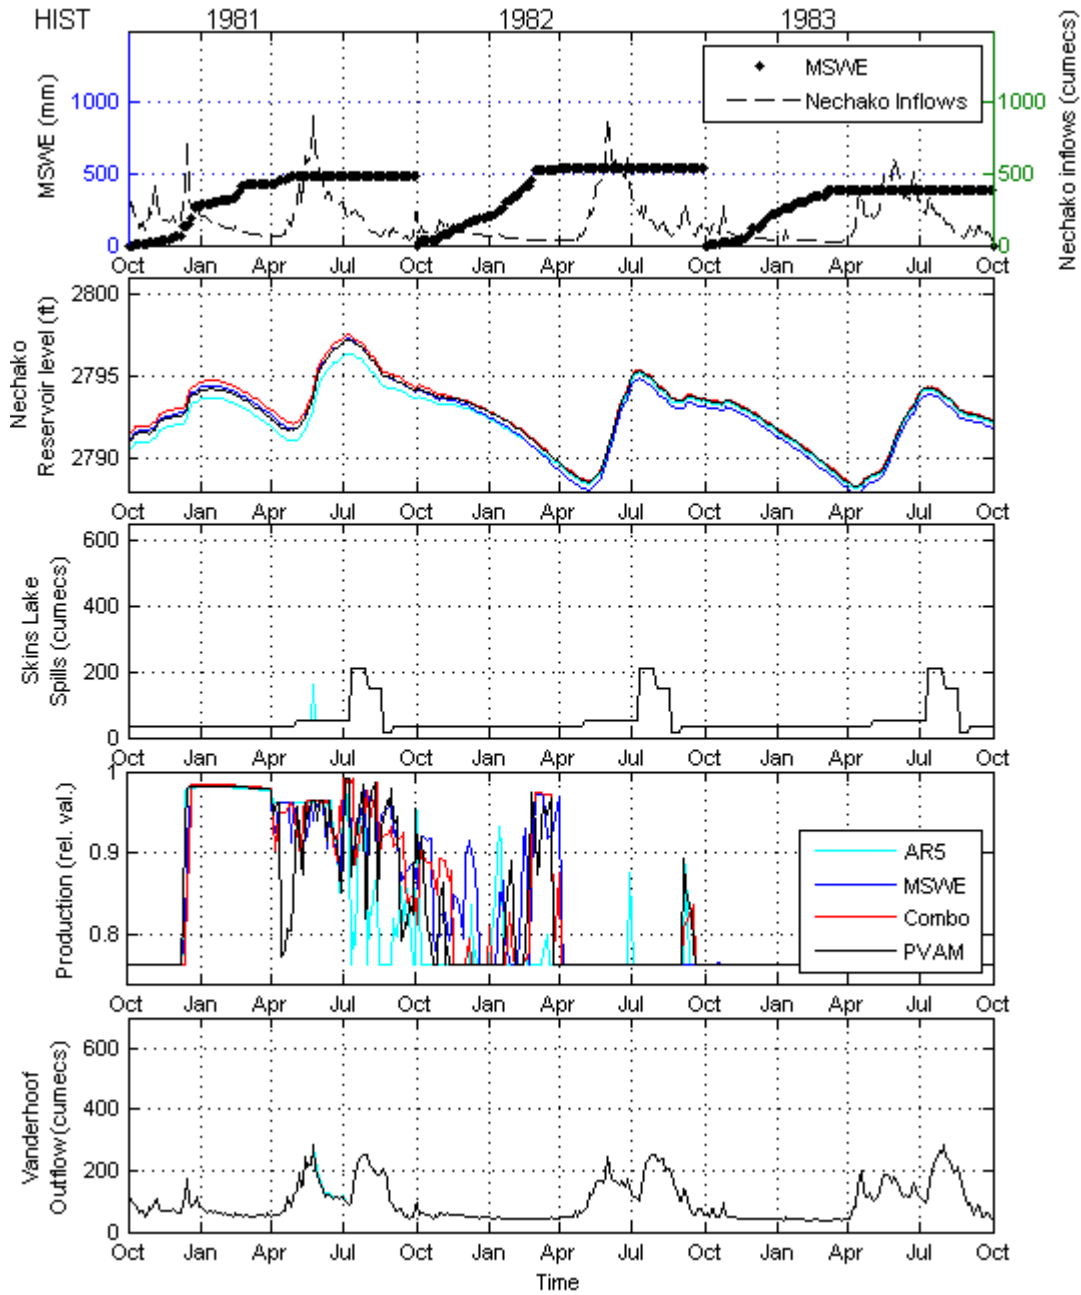 HIST 1981 1982 1983
MSWE (mm)
1000
500
0
MSWE
Nechako Inflows
1000
500
0
Nechako inflows (cumecs)
Oct Jan Apr Jul Oct Jan Apr Jul Oct Jan Apr Jul Oct
Nechako
Reservoir level (ft)
2800
2795
2790
Oct Jan Apr Jul Oct Jan Apr Jul Oct Jan Apr Jul Oct
Skins Lake
Spills (cumecs)
600
400
200
0
Oct Jan Apr Jul Oct Jan Apr Jul Oct Jan Apr Jul Oct
Production (rel. val.)
1
0.9
0.8
AR5
MSWE
Combo
PVAM
Oct Jan Apr Jul Oct Jan Apr Jul Oct Jan Apr Jul Oct
Vanderhoof
Outflow (cumecs)
600
400
200
0
Oct Jan Apr Jul Oct Jan Apr Jul Oct Jan Apr Jul Oct
Time